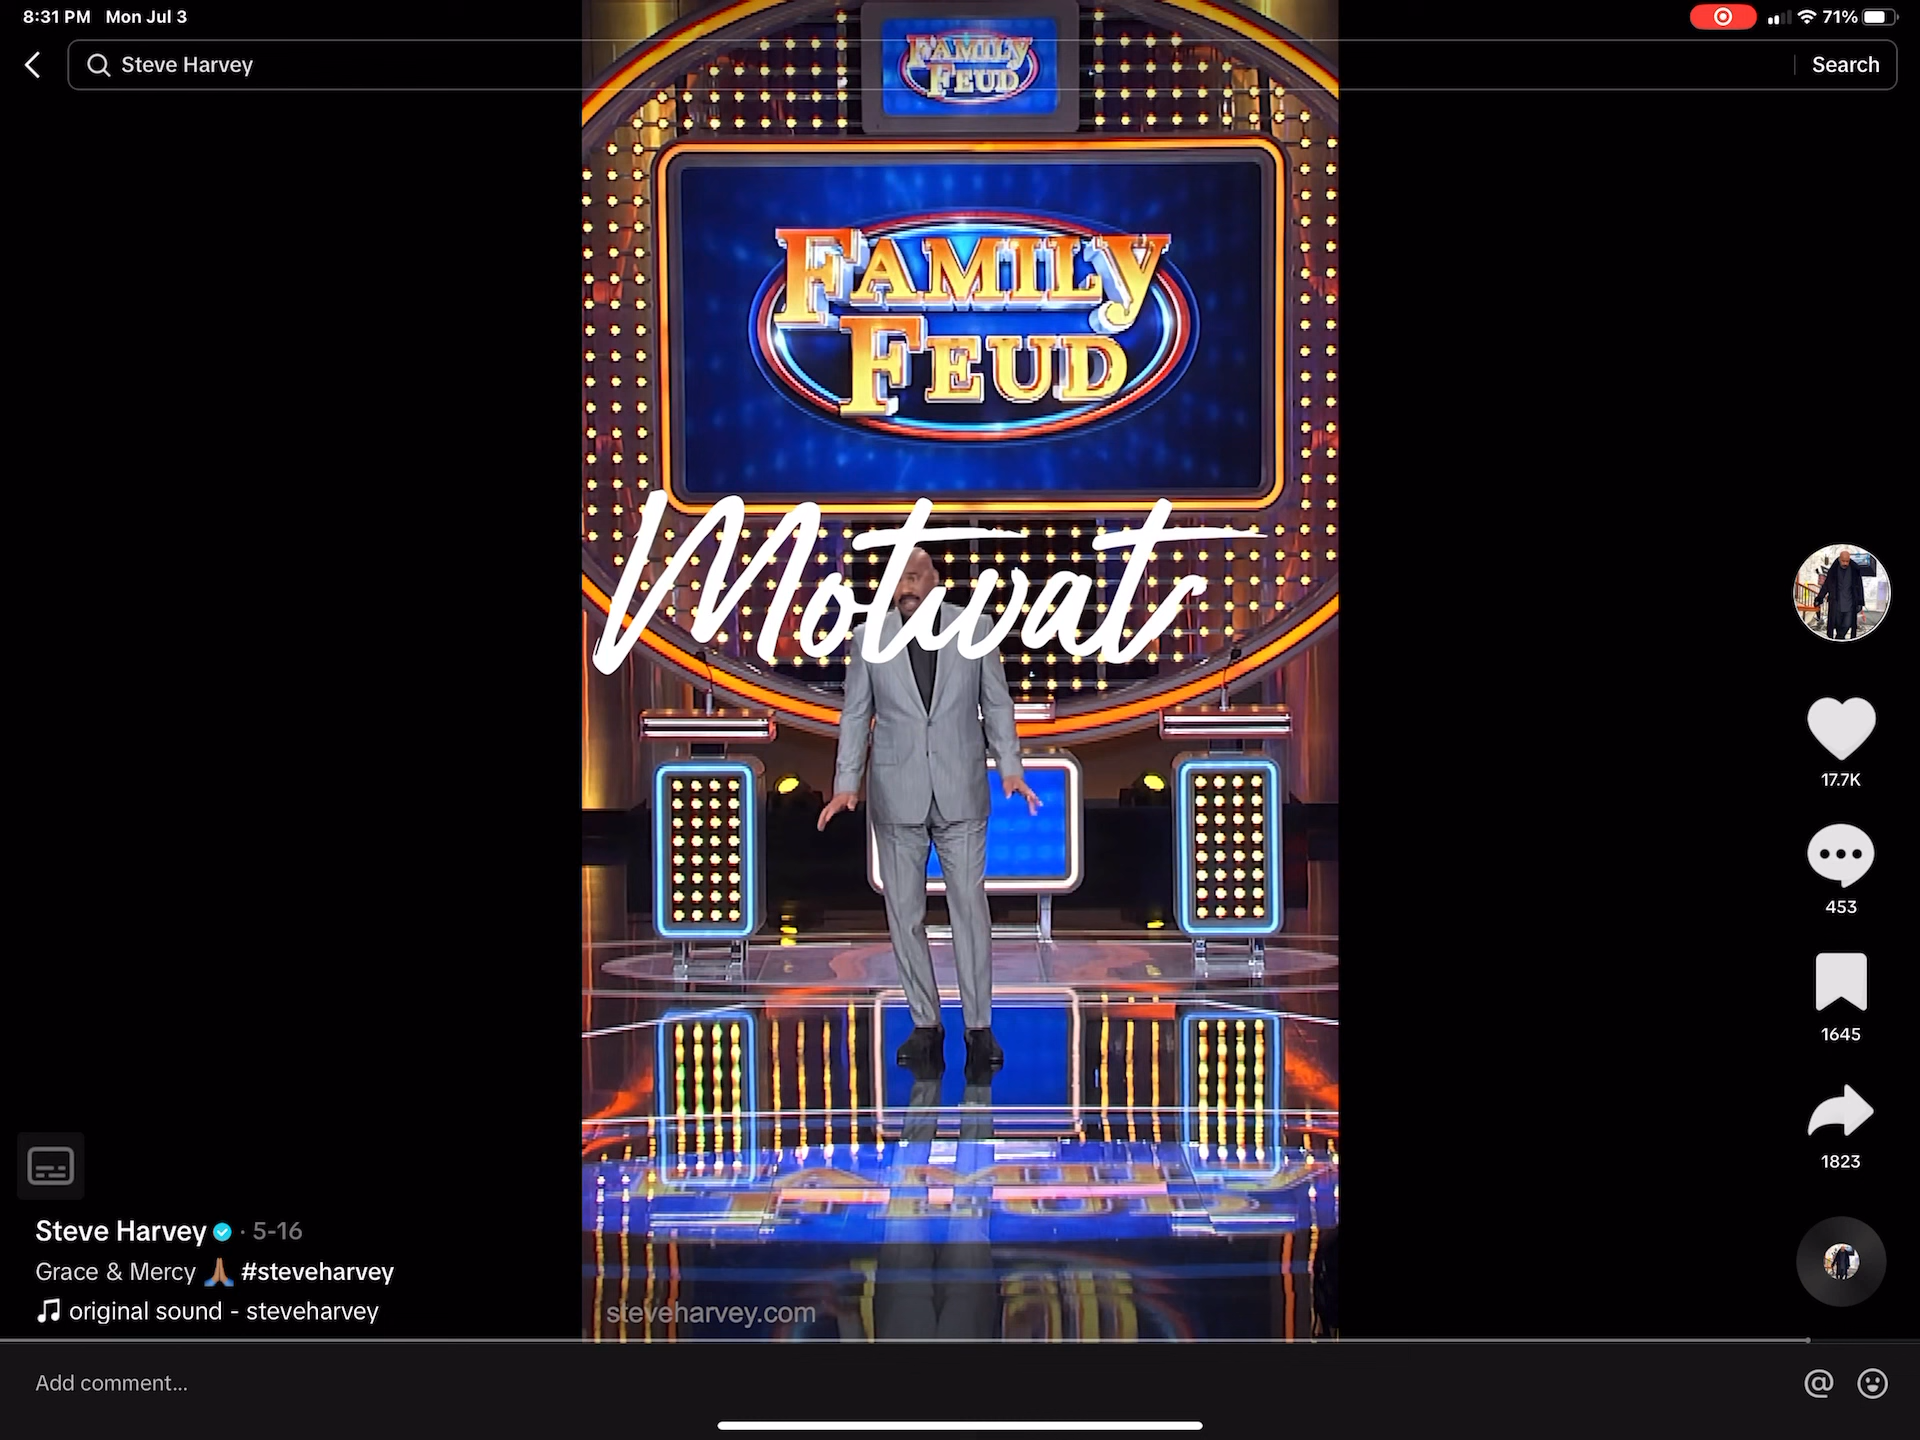 8:31 PM Mon Jul 3
71%
Steve Harvey
Search
FAMILY
FEUD
FAMILY
FEUD
Motivat
17.7K
453
1645
1823
Steve Harvey · 5-16
Grace & Mercy 🙏🏽 #steveharvey
original sound - steveharvey
steveharvey.com
Add comment...
@